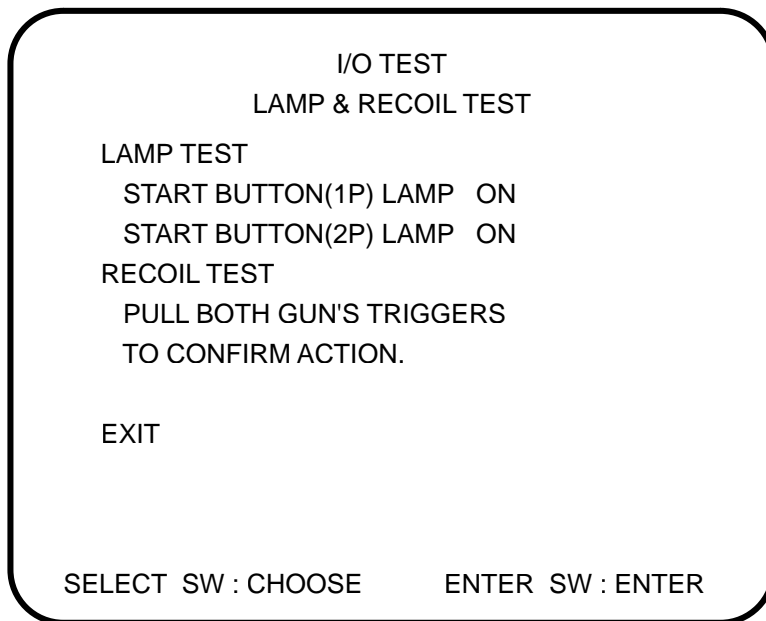 I/O TEST
LAMP & RECOIL TEST
LAMP TEST
START BUTTON(1P) LAMP ON
START BUTTON(2P) LAMP ON
RECOIL TEST
PULL BOTH GUN'S TRIGGERS
TO CONFIRM ACTION.
EXIT
SELECT SW : CHOOSE ENTER SW : ENTER